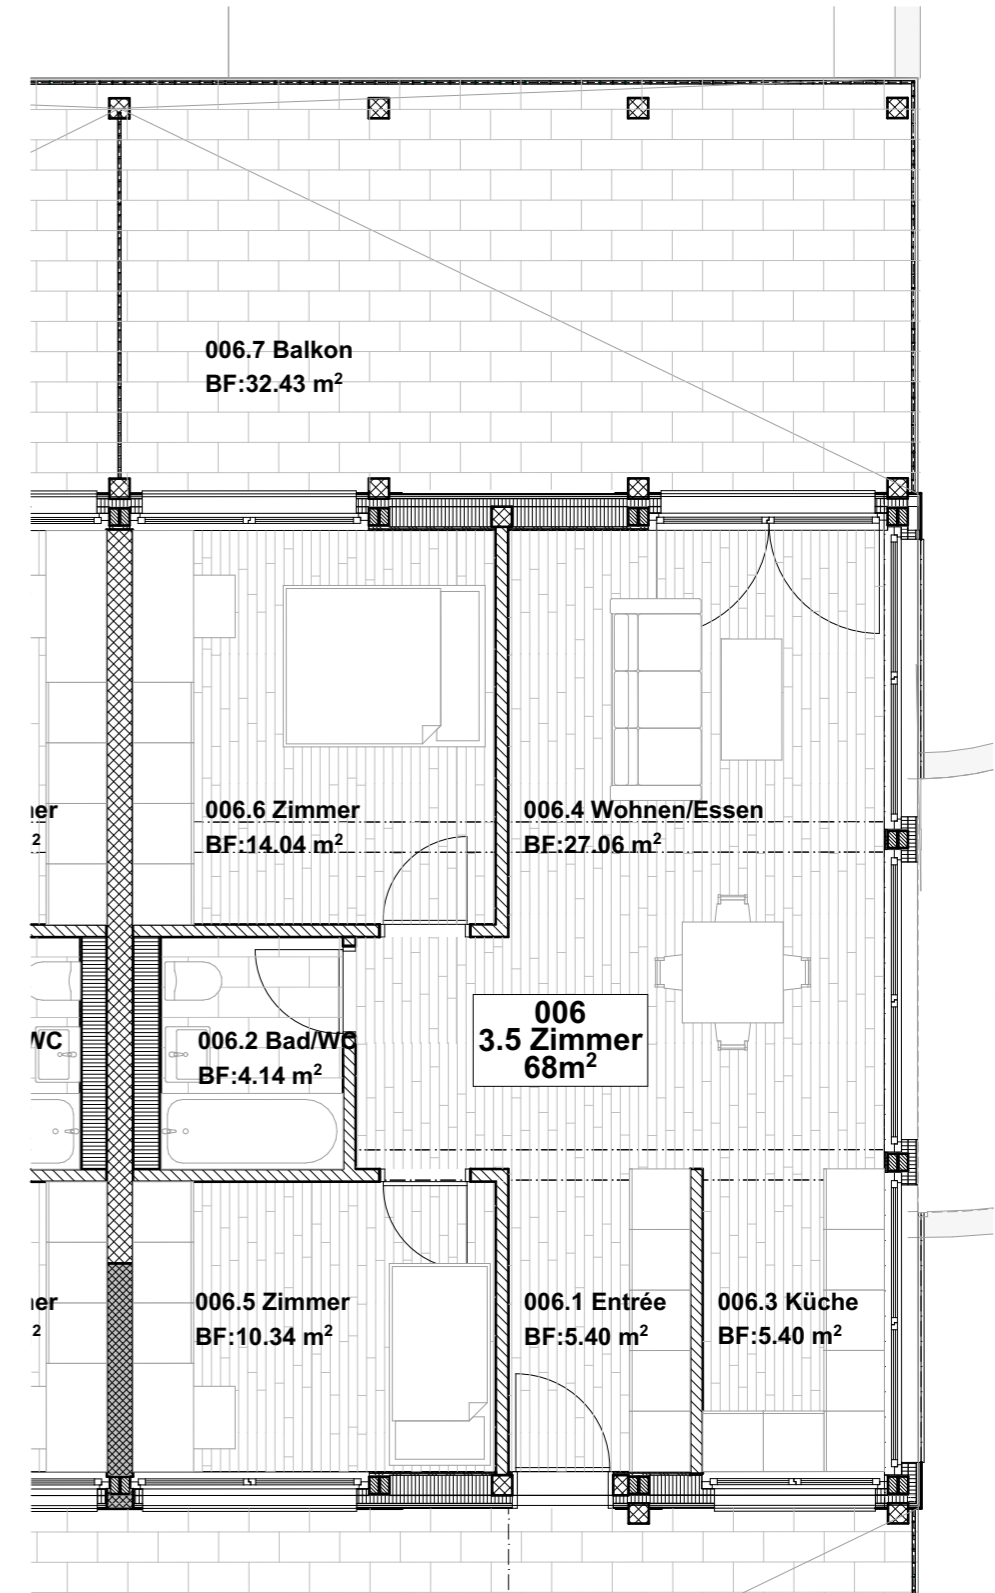 006.7 Balkon
BF:32.43 m²
006.6 Zimmer
BF:14.04 m²
006.4 Wohnen/Essen
BF:27.06 m²
006
3.5 Zimmer
68m²
006.2 Bad/WC
BF:4.14 m²
006.5 Zimmer
BF:10.34 m²
006.1 Entrée
BF:5.40 m²
006.3 Küche
BF:5.40 m²